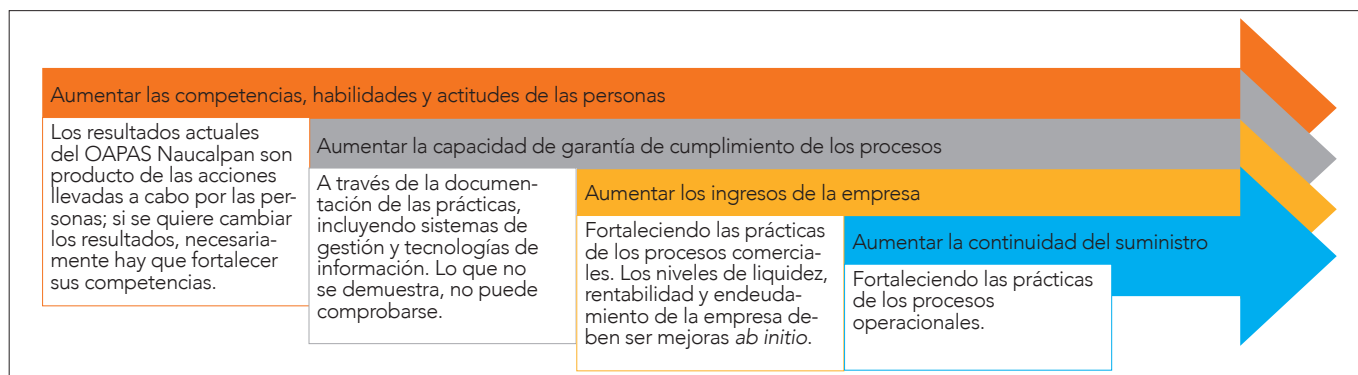 Aumentar las competencias, habilidades y actitudes de las personas
Los resultados actuales
del OAPAS Naucalpan son
producto de las acciones
llevadas a cabo por las per-
sonas; si se quiere cambiar
los resultados, necesaria-
mente hay que fortalecer
sus competencias.
Aumentar la capacidad de garantía de cumplimiento de los procesos
A través de la documen-
tación de las prácticas,
incluyendo sistemas de
gestión y tecnologías de
información. Lo que no
se demuestra, no puede
comprobarse.
Aumentar los ingresos de la empresa
Fortaleciendo las prácticas
de los procesos comercia-
les. Los niveles de liquidez,
rentabilidad y endeuda-
miento de la empresa de-
ben ser mejoras ab initio.
Aumentar la continuidad del suministro
Fortaleciendo las prácticas
de los procesos
operacionales.